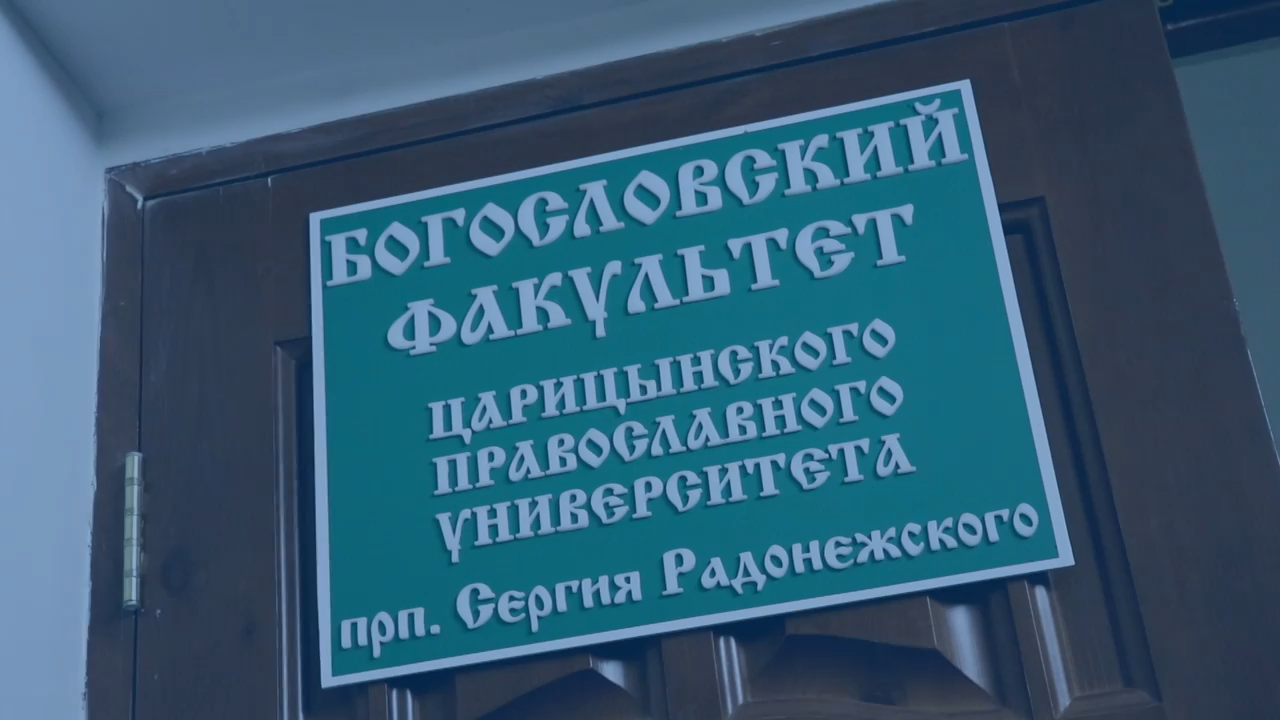 БОГОСЛОВСКИЙ
ФАКУЛЬТЕТ
ЦАРИЦЫНСКОГО
ПРАВОСЛАВНОГО
УНИВЕРСИТЕТА
прп. Сергия Радонежского